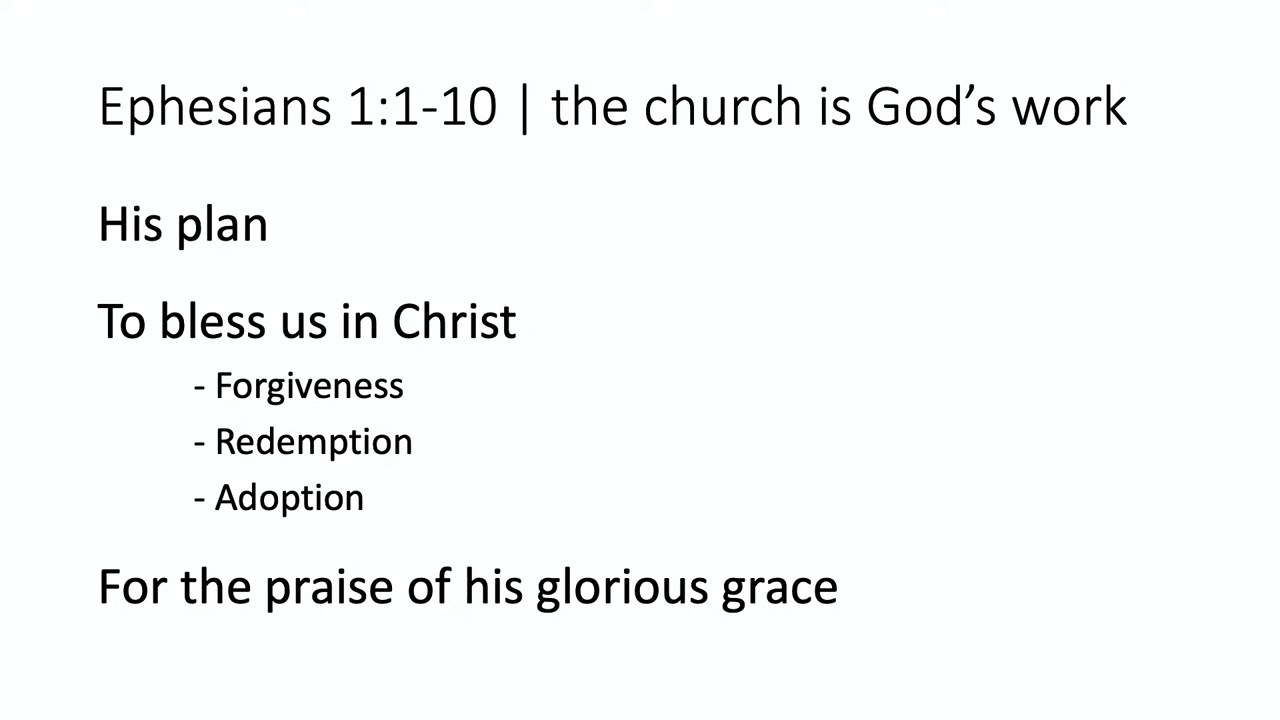 Ephesians 1:1-10 | the church is God’s work
His plan
To bless us in Christ
- Forgiveness
- Redemption
- Adoption
For the praise of his glorious grace